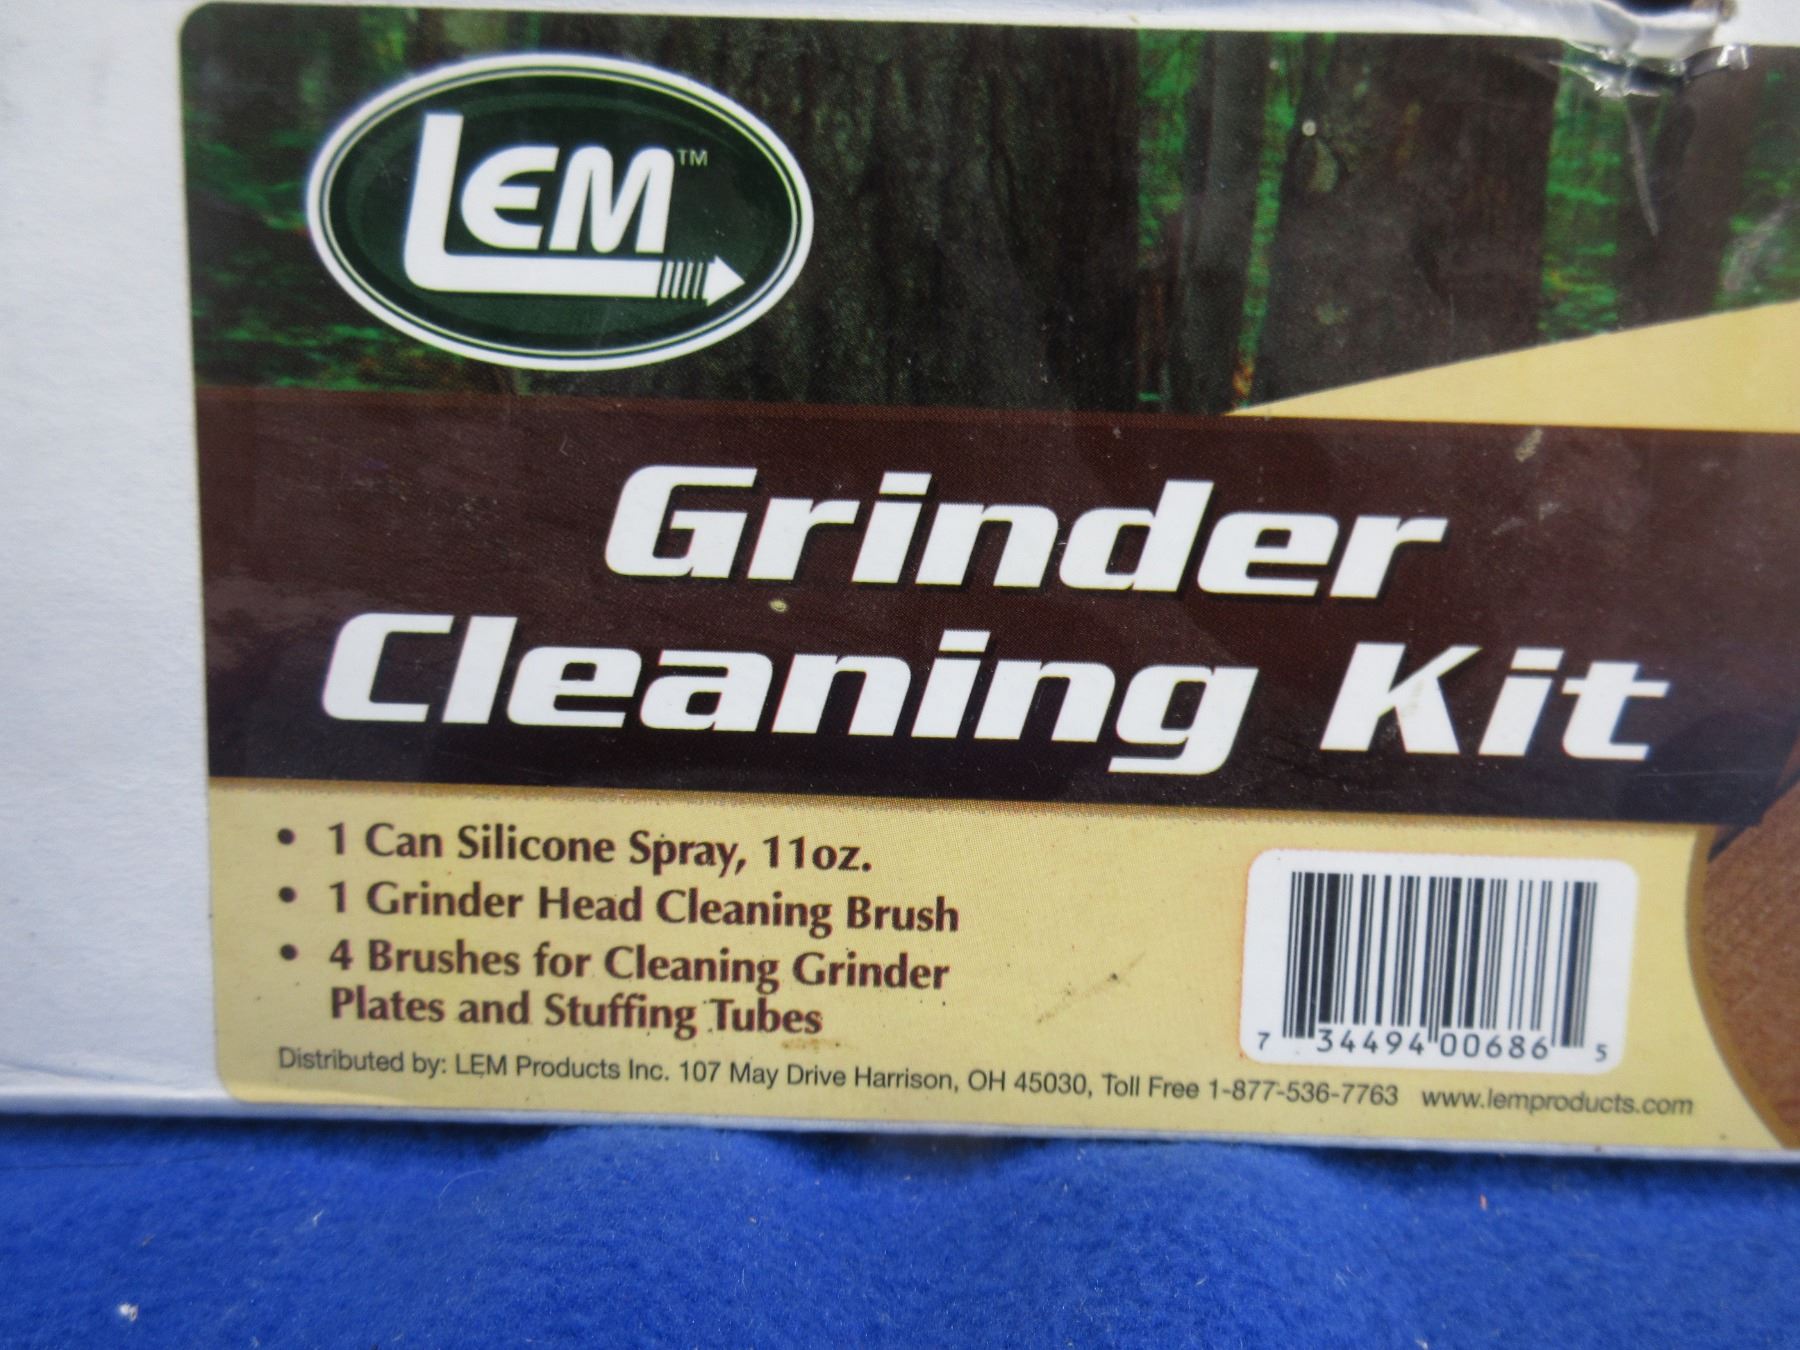 LEM™
Grinder
Cleaning Kit
• 1 Can Silicone Spray, 11oz.
• 1 Grinder Head Cleaning Brush
• 4 Brushes for Cleaning Grinder
Plates and Stuffing Tubes
7 34494 00686 5
Distributed by: LEM Products Inc. 107 May Drive Harrison, OH 45030, Toll Free 1-877-536-7763 www.lemproducts.com